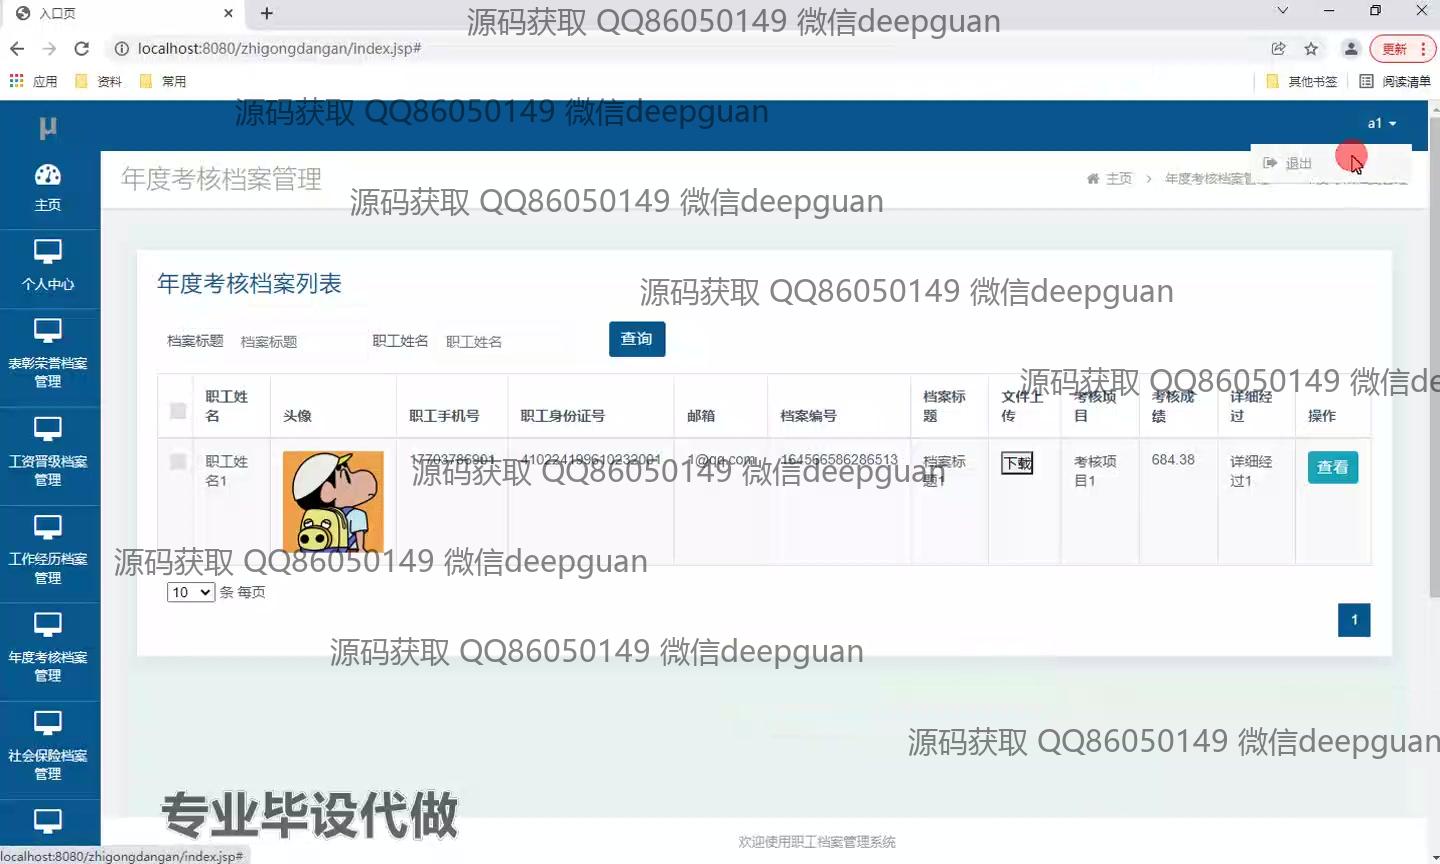 入口页
源码获取 QQ86050149 微信deepguan
localhost:8080/zhigongdangan/index.jsp#
更新
应用 资料 常用 其他书签 阅读清单
源码获取 QQ86050149 微信deepguan
μ
a1
退出
年度考核档案管理
主页 > 年度考核档案管理
源码获取 QQ86050149 微信deepguan
主页
个人中心
表彰荣誉档案
管理
工资晋级档案
管理
工作经历档案
管理
年度考核档案
管理
社会保险档案
管理
年度考核档案列表
源码获取 QQ86050149 微信deepguan
档案标题 档案标题 职工姓名 职工姓名 查询
源码获取 QQ86050149 微信de
职工姓
名
头像
职工手机号
职工身份证号
邮箱
档案编号
档案标
题
文件上
传
考核项
目
考核成
绩
详细经
过
操作
职工姓
名1
17703786901
410224199610232001
1@qq.com
164566586286513
档案标
题1
下载
考核项
目1
684.38
详细经
过1
查看
源码获取 QQ86050149 微信deepguan
源码获取 QQ86050149 微信deepguan
10 条 每页
1
源码获取 QQ86050149 微信deepguan
源码获取 QQ86050149 微信deepguan
专业毕设代做
欢迎使用职工档案管理系统
localhost:8080/zhigongdangan/index.jsp#